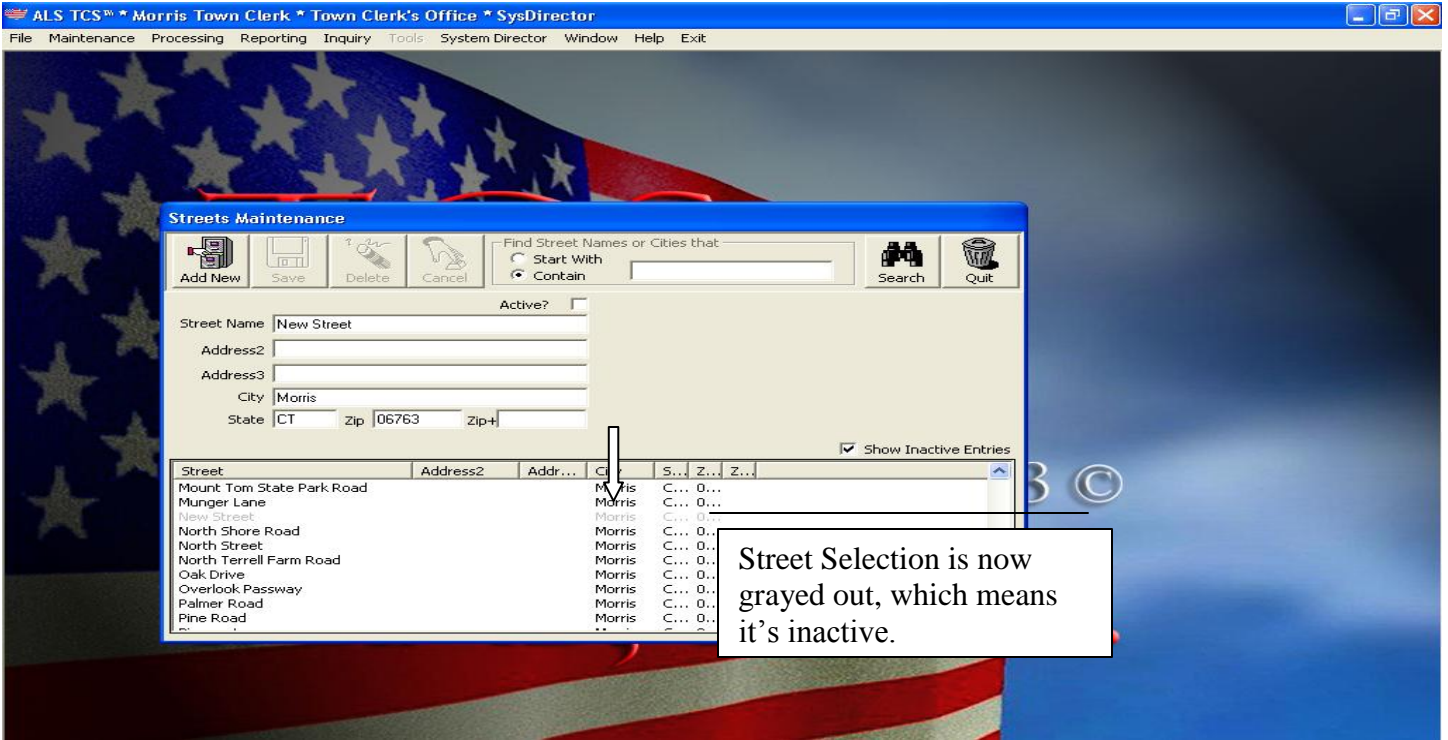 ALS TCS™ * Morris Town Clerk * Town Clerk's Office * SysDirector
File Maintenance Processing Reporting Inquiry Tools System Director Window Help Exit
Streets Maintenance
Add New Save Delete Cancel Find Street Names or Cities that Start With Contain Search Quit
Active?
Street Name New Street
Address2
Address3
City Morris
State CT Zip 06763 Zip+
Show Inactive Entries
Street Address2 Addr... S... Z... Z...
Mount Tom State Park Road Morris C... 0...
Munger Lane Morris C... 0...
New Street Morris C... 0...
North Shore Road Morris C... 0...
North Street Morris C... 0..
North Terrell Farm Road Morris C... 0..
Oak Drive Morris C... 0..
Overlook Passway Morris C... 0..
Palmer Road Morris C... 0..
Pine Road Morris C... 0..
3 ©
Street Selection is now
grayed out, which means
it’s inactive.